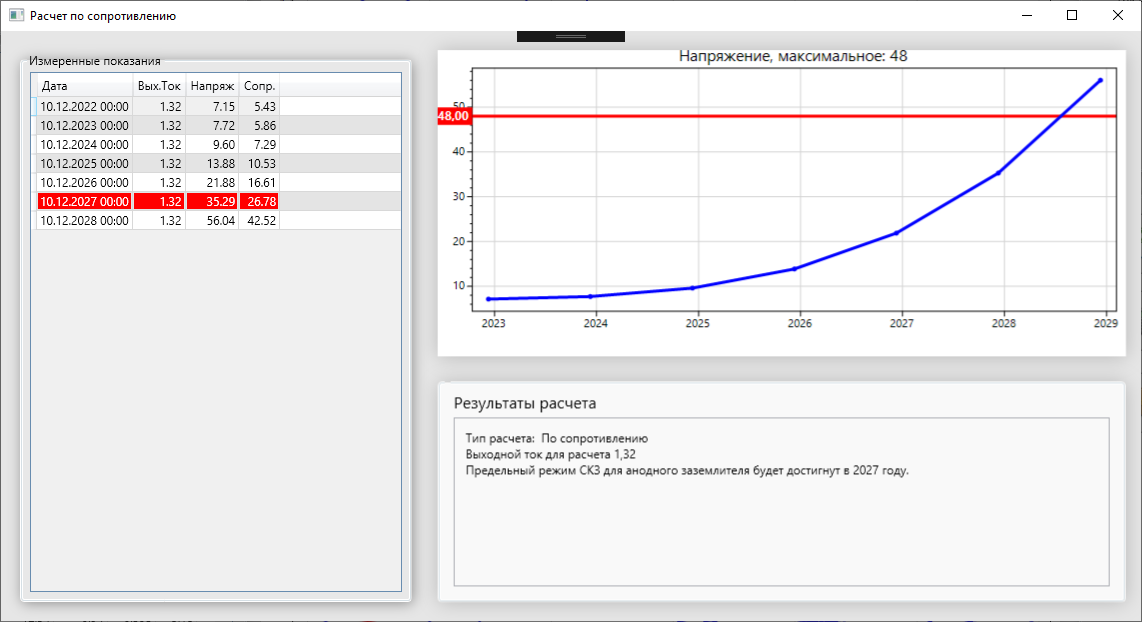 Расчет по сопротивлению
Измеренные показания
Дата Вых.Ток Напряж Сопр.
10.12.2022 00:00 1.32 7.15 5.43
10.12.2023 00:00 1.32 7.72 5.86
10.12.2024 00:00 1.32 9.60 7.29
10.12.2025 00:00 1.32 13.88 10.53
10.12.2026 00:00 1.32 21.88 16.61
10.12.2027 00:00 1.32 35.29 26.78
10.12.2028 00:00 1.32 56.04 42.52
Напряжение, максимальное: 48
50
48,00
40
30
20
10
2023 2024 2025 2026 2027 2028 2029
Результаты расчета
Тип расчета: По сопротивлению
Выходной ток для расчета 1,32
Предельный режим СКЗ для анодного заземлителя будет достигнут в 2027 году.